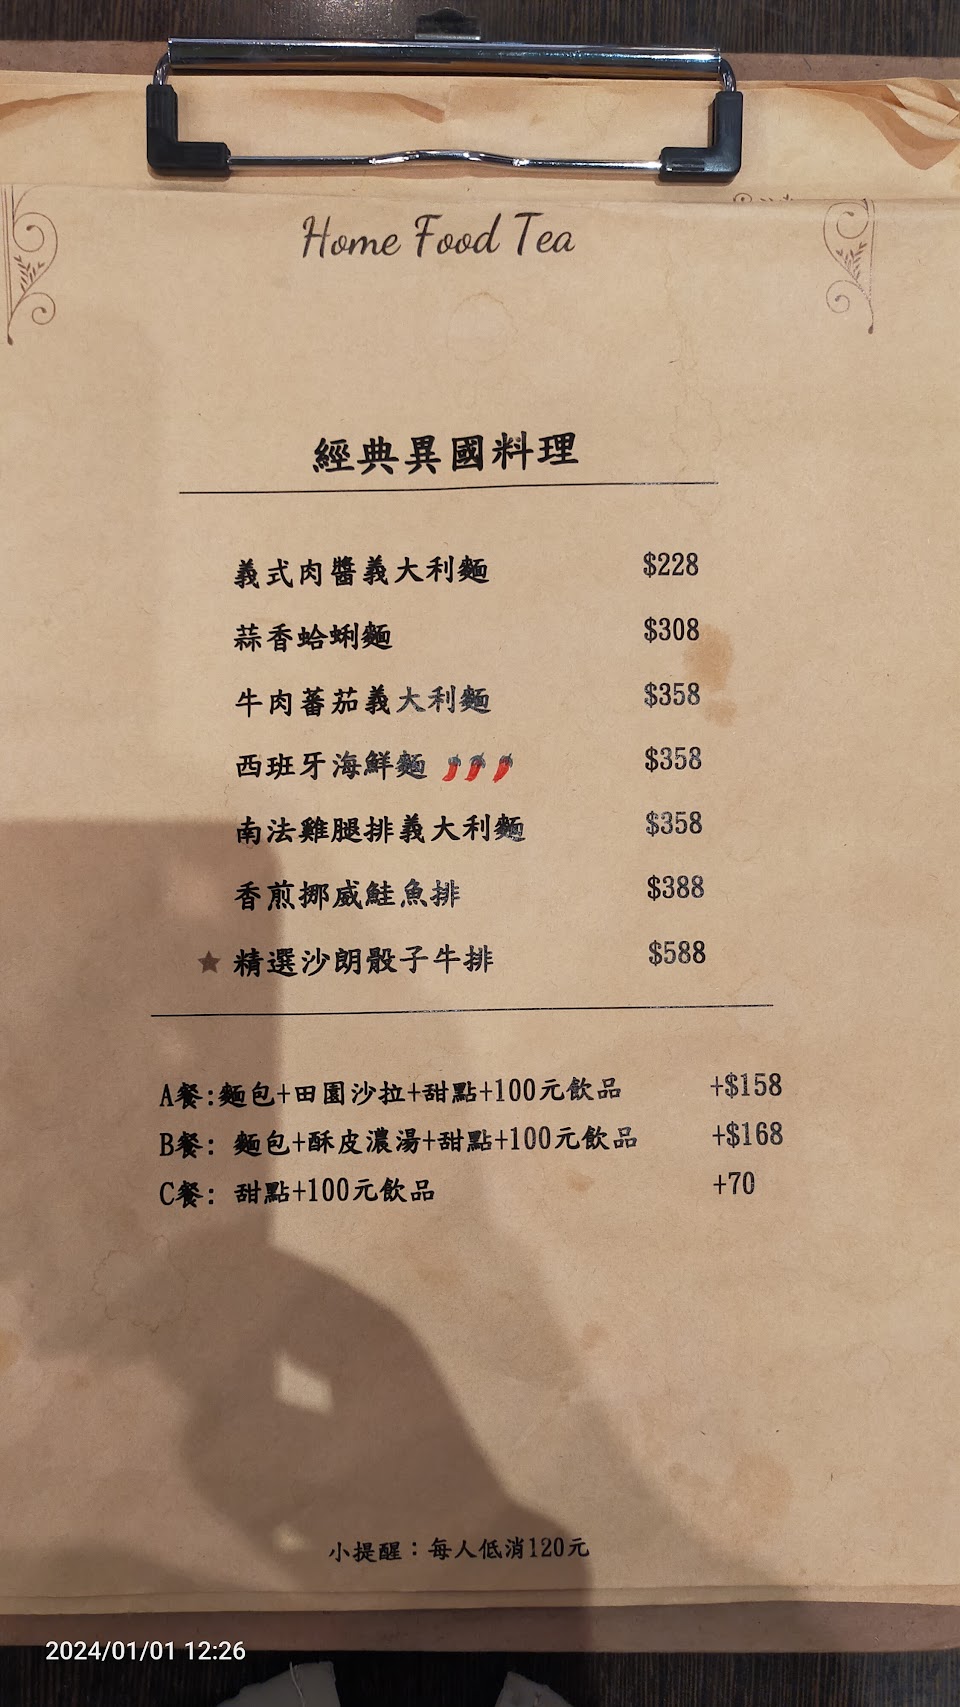 Home Food Tea
經典異國料理
義式肉醬義大利麵 $228
蒜香蛤蜊麵 $308
牛肉蕃茄義大利麵 $358
西班牙海鮮麵 🌶🌶🌶 $358
南法雞腿排義大利麵 $358
香煎挪威鮭魚排 $388
★精選沙朗骰子牛排 $588
A餐:麵包+田園沙拉+甜點+100元飲品 +$158
B餐: 麵包+酥皮濃湯+甜點+100元飲品 +$168
C餐: 甜點+100元飲品 +70
小提醒：每人低消120元
2024/01/01 12:26